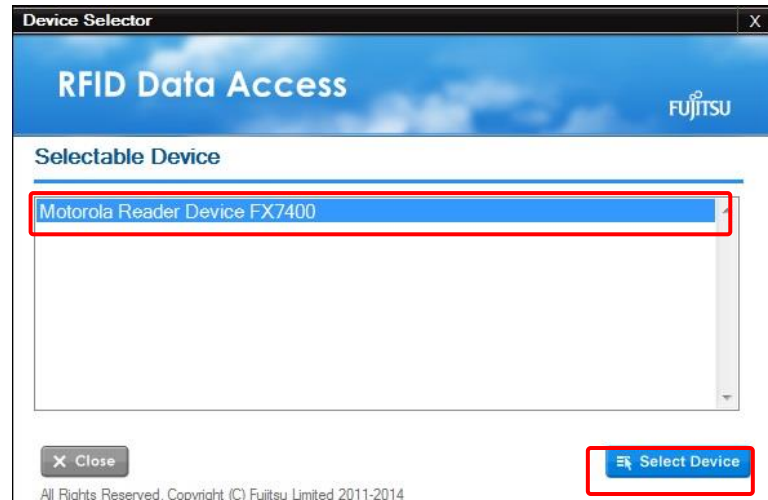 Device Selector X
RFID Data Access
FUJITSU
Selectable Device
Motorola Reader Device FX7400
X Close
Select Device
All Rights Reserved, Copyright (C) Fujitsu Limited 2011-2014